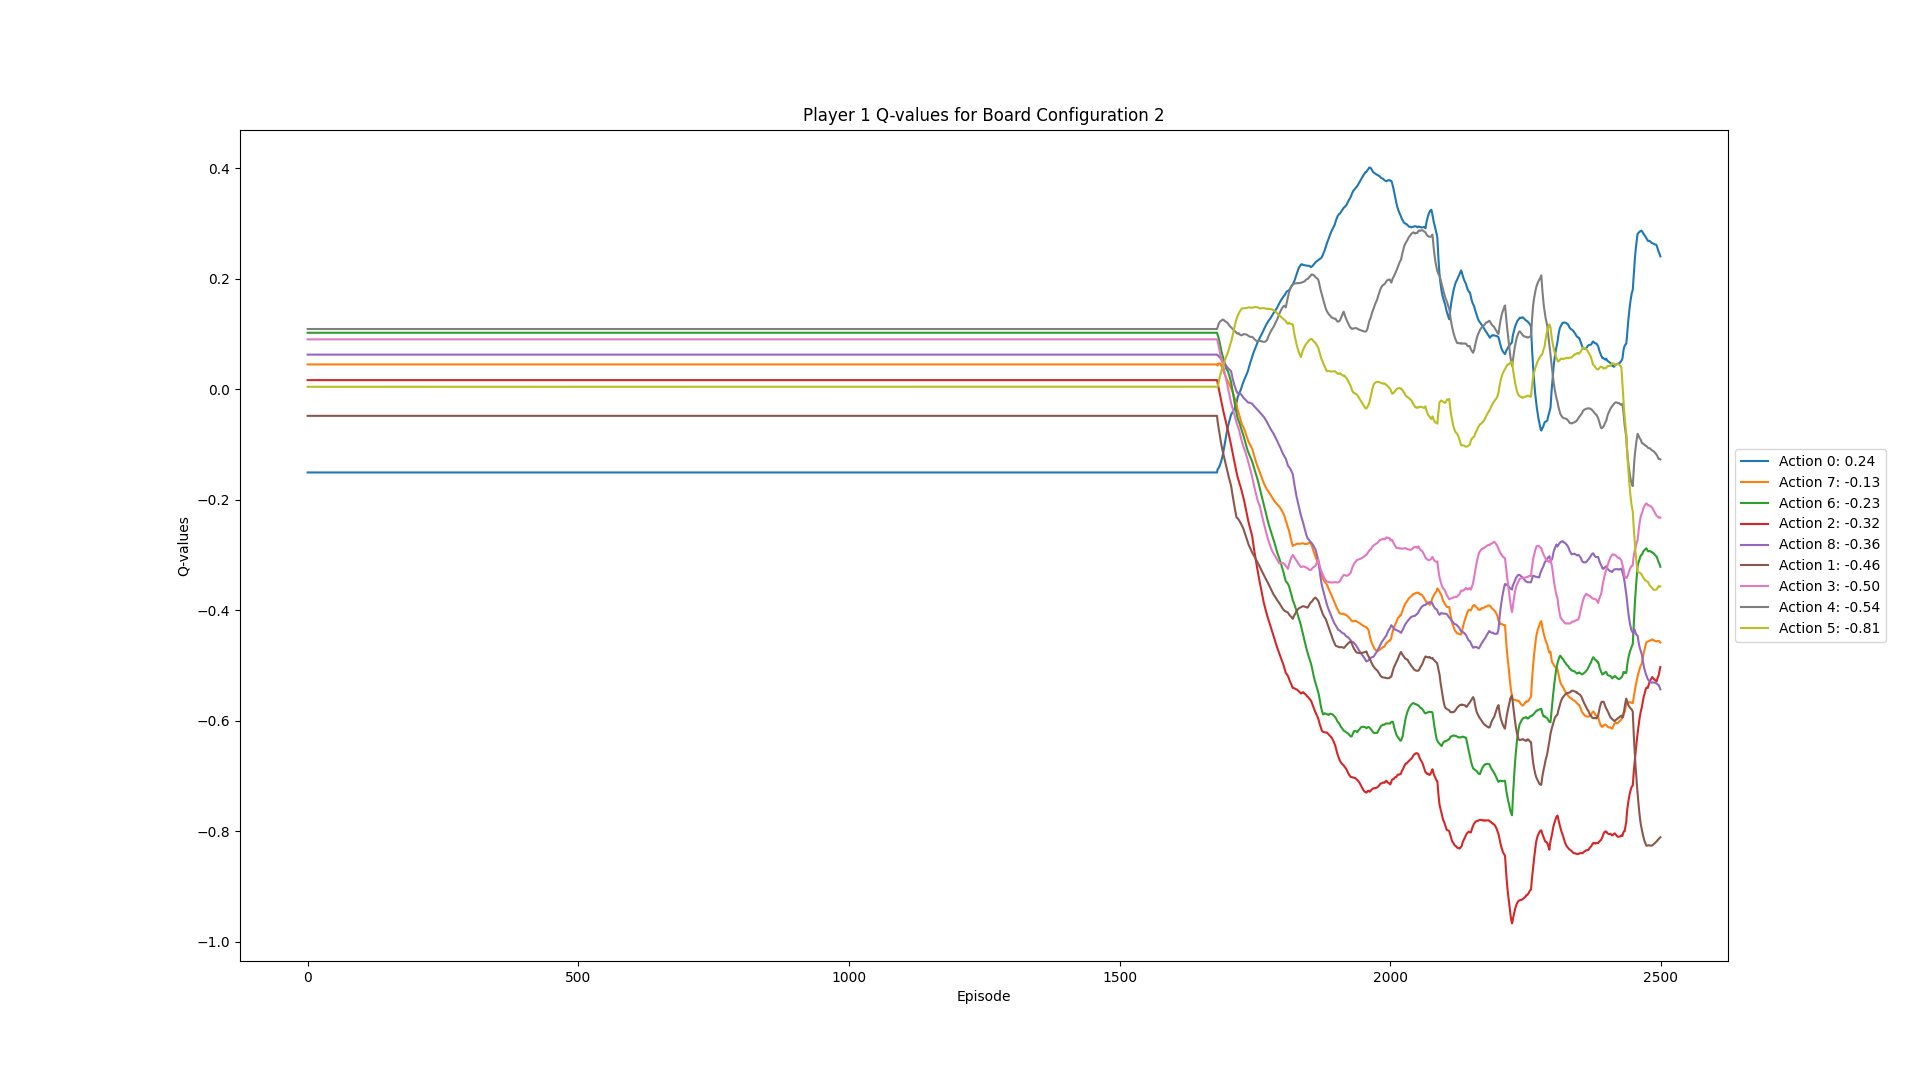 Player 1 Q-values for Board Configuration 2
0.4
0.2
0.0
−0.2
−0.4
−0.6
−0.8
−1.0
Q-values
0
500
1000
1500
2000
2500
Episode
Action 0: 0.24
Action 7: -0.13
Action 6: -0.23
Action 2: -0.32
Action 8: -0.36
Action 1: -0.46
Action 3: -0.50
Action 4: -0.54
Action 5: -0.81